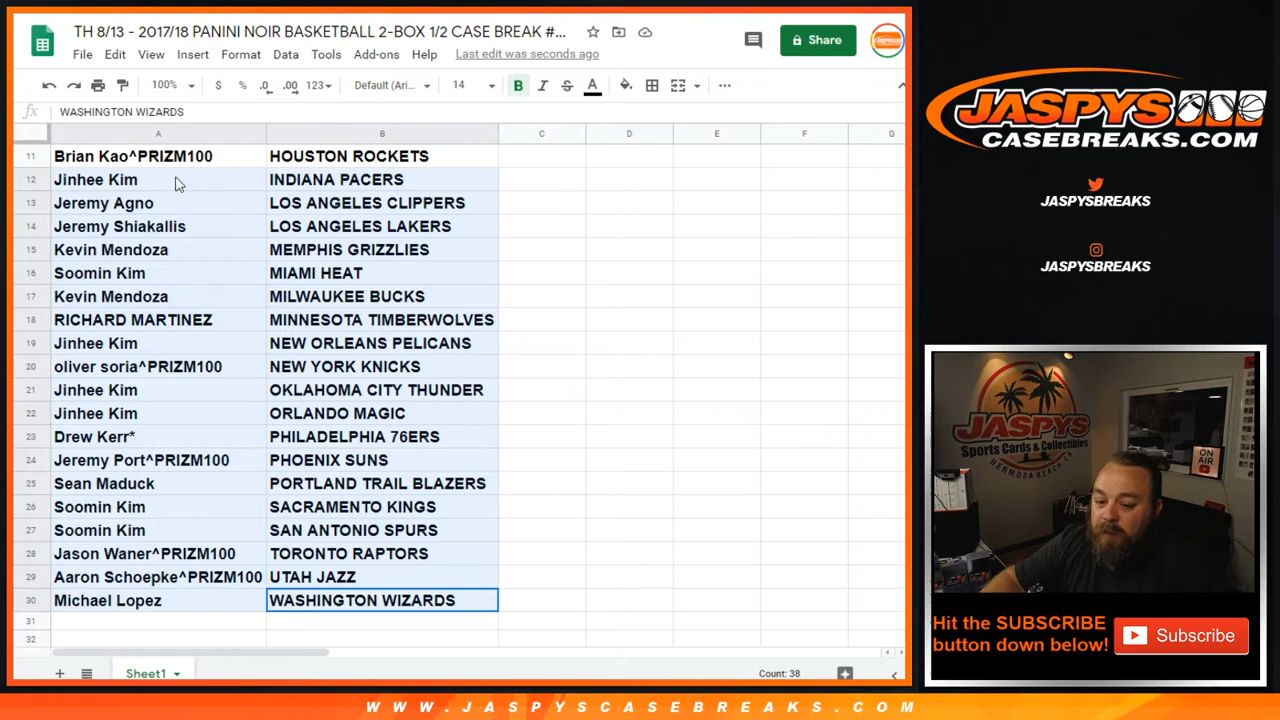 TH 8/13 - 2017/18 PANINI NOIR BASKETBALL 2-BOX 1/2 CASE BREAK #...
File Edit View Insert Format Data Tools Add-ons Help Last edit was seconds ago
Share
100% $ % .0 .00 123 Default (Ari... 14 B I S A
fx WASHINGTON WIZARDS
A B C D E F G
11 Brian Kao^PRIZM100 HOUSTON ROCKETS
12 Jinhee Kim INDIANA PACERS
13 Jeremy Agno LOS ANGELES CLIPPERS
14 Jeremy Shiakallis LOS ANGELES LAKERS
15 Kevin Mendoza MEMPHIS GRIZZLIES
16 Soomin Kim MIAMI HEAT
17 Kevin Mendoza MILWAUKEE BUCKS
18 RICHARD MARTINEZ MINNESOTA TIMBERWOLVES
19 Jinhee Kim NEW ORLEANS PELICANS
20 oliver soria^PRIZM100 NEW YORK KNICKS
21 Jinhee Kim OKLAHOMA CITY THUNDER
22 Jinhee Kim ORLANDO MAGIC
23 Drew Kerr* PHILADELPHIA 76ERS
24 Jeremy Port^PRIZM100 PHOENIX SUNS
25 Sean Maduck PORTLAND TRAIL BLAZERS
26 Soomin Kim SACRAMENTO KINGS
27 Soomin Kim SAN ANTONIO SPURS
28 Jason Waner^PRIZM100 TORONTO RAPTORS
29 Aaron Schoepke^PRIZM100 UTAH JAZZ
30 Michael Lopez WASHINGTON WIZARDS
31
32
Sheet1
Count: 38
JASPYS
CASEBREAKS.COM
JASPYSBREAKS
JASPYSBREAKS
JASPYS
Sports Cards & Collectibles
HERMOSA BEACH, CA
ON AIR
Hit the SUBSCRIBE
button down below!
Subscribe
WWW.JASPYSCASEBREAKS.COM